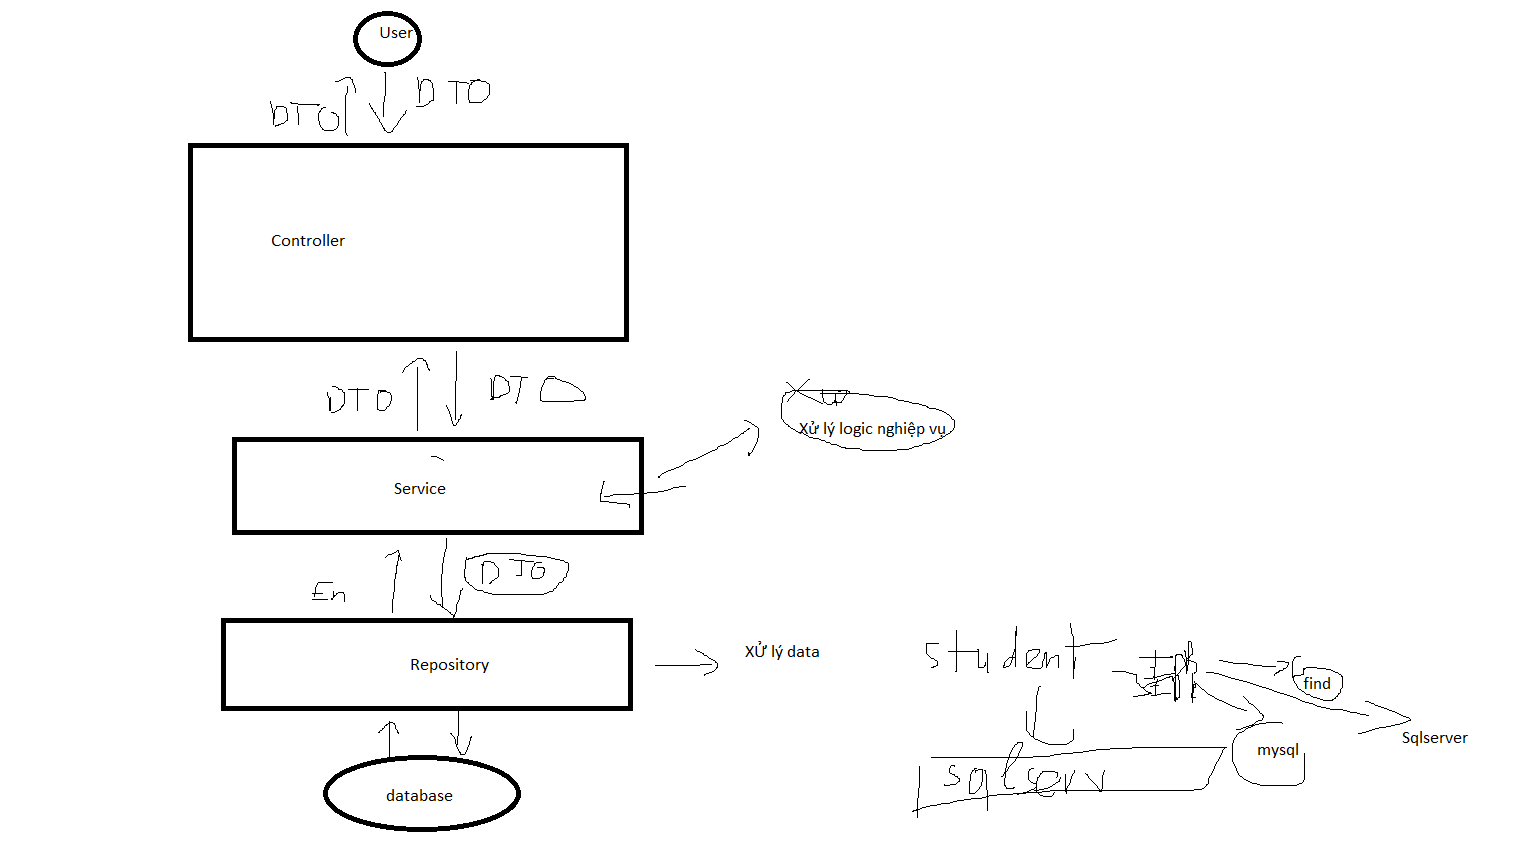 User
DTO
DTO
Controller
DTO
DTO
Xử lý logic nghiệp vụ
Service
DTO
En
Repository
XỬ lý data
student
find
Sqlserver
mysql
sqlserv
database